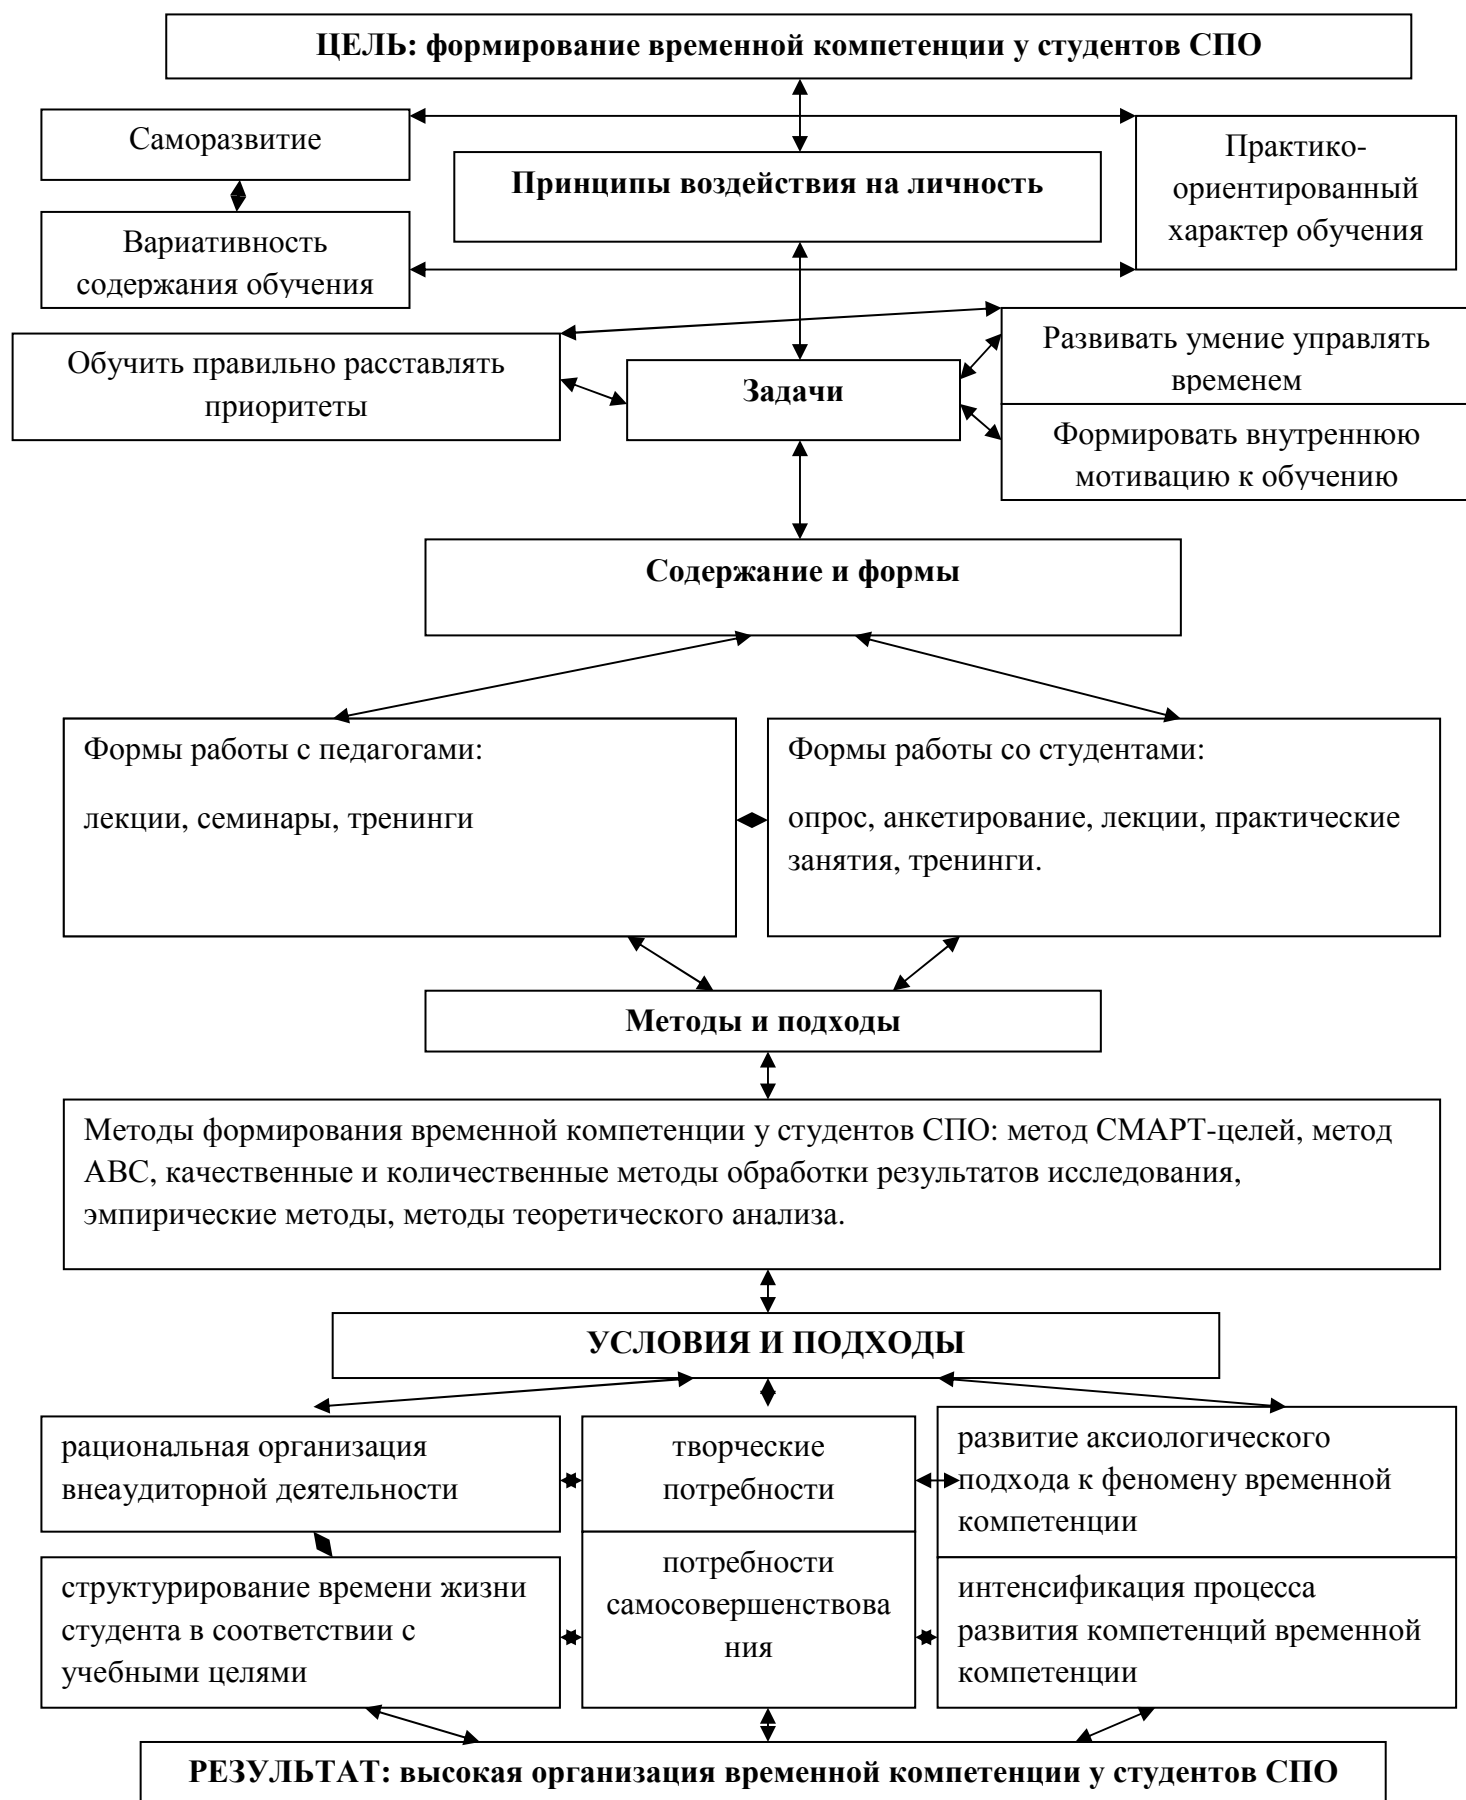 ЦЕЛЬ: формирование временной компетенции у студентов СПО
Саморазвитие
Принципы воздействия на личность
Практико-
ориентированный
характер обучения
Вариативность
содержания обучения
Обучить правильно расставлять
приоритеты
Задачи
Развивать умение управлять
временем
Формировать внутреннюю
мотивацию к обучению
Содержание и формы
Формы работы с педагогами:
лекции, семинары, тренинги
Формы работы со студентами:
опрос, анкетирование, лекции, практические
занятия, тренинги.
Методы и подходы
Методы формирования временной компетенции у студентов СПО: метод СМАРТ-целей, метод
АВС, качественные и количественные методы обработки результатов исследования,
эмпирические методы, методы теоретического анализа.
УСЛОВИЯ И ПОДХОДЫ
рациональная организация
внеаудиторной деятельности
творческие
потребности
развитие аксиологического
подхода к феномену временной
компетенции
структурирование времени жизни
студента в соответствии с
учебными целями
потребности
самосовершенствова
ния
интенсификация процесса
развития компетенций временной
компетенции
РЕЗУЛЬТАТ: высокая организация временной компетенции у студентов СПО